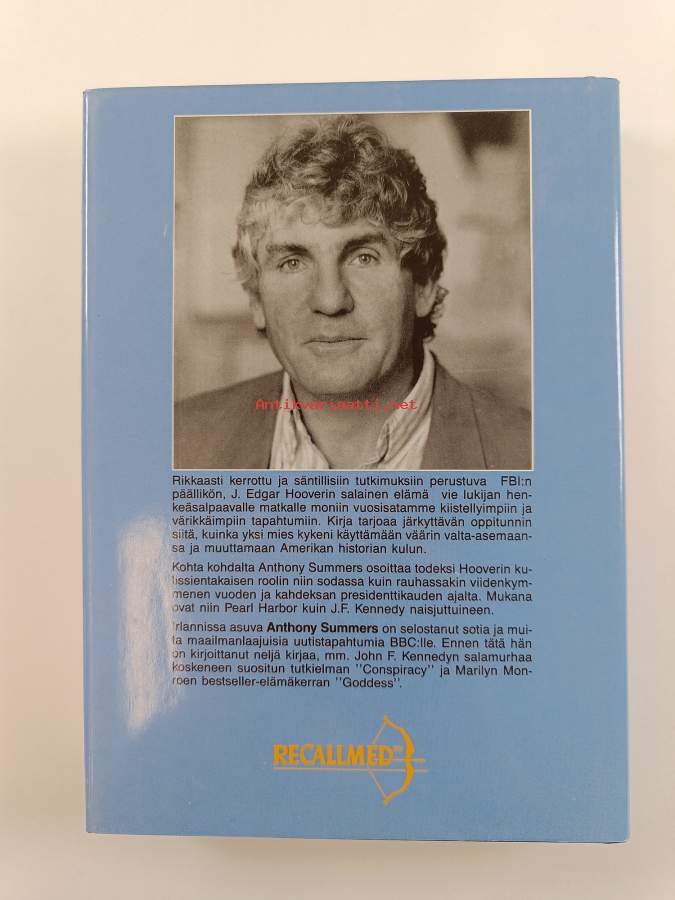 Antikvariaatti.net
Rikkaasti kerrottu ja säntillisiin tutkimuksiin perustuva FBI:n
päällikön, J. Edgar Hooverin salainen elämä vie lukijan hen-
keäsalpaavalle matkalle moniin vuosisatamme kiistellyimpiin ja
värikkäimpiin tapahtumiin. Kirja tarjoaa järkyttävän oppitunnin
siitä, kuinka yksi mies kykeni käyttämään väärin valta-asemaan-
sa ja muuttamaan Amerikan historian kulun.
Kohta kohdalta Anthony Summers osoittaa todeksi Hooverin ku-
lissientakaisen roolin niin sodassa kuin rauhassakin viidenkym-
menen vuoden ja kahdeksan presidenttikauden ajalta. Mukana
ovat niin Pearl Harbor kuin J.F. Kennedy naisjuttuineen.
Irlannissa asuva Anthony Summers on selostanut sotia ja mui-
ta maailmanlaajuisia uutistapahtumia BBC:lle. Ennen tätä hän
on kirjoittanut neljä kirjaa, mm. John F. Kennedyn salamurhaa
koskeneen suositun tutkielman ''Conspiracy'' ja Marilyn Mon-
roen bestseller-elämäkerran ''Goddess''.
RECALLMED